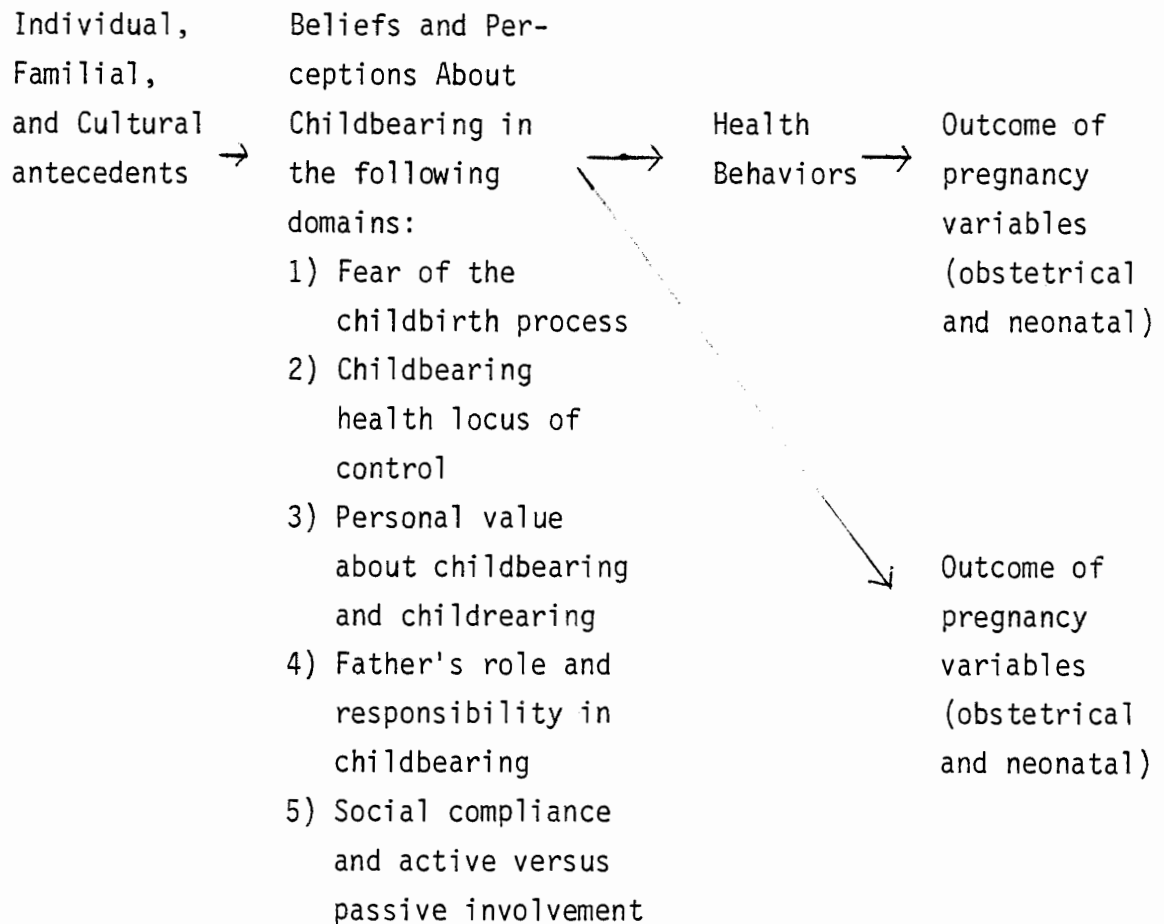 Individual,
Familial,
and Cultural
antecedents
→
Beliefs and Per-
ceptions About
Childbearing in
the following
domains:
1) Fear of the
childbirth process
2) Childbearing
health locus of
control
3) Personal value
about childbearing
and childrearing
4) Father's role and
responsibility in
childbearing
5) Social compliance
and active versus
passive involvement
→
Health
Behaviors
→
Outcome of
pregnancy
variables
(obstetrical
and neonatal)
Outcome of
pregnancy
variables
(obstetrical
and neonatal)